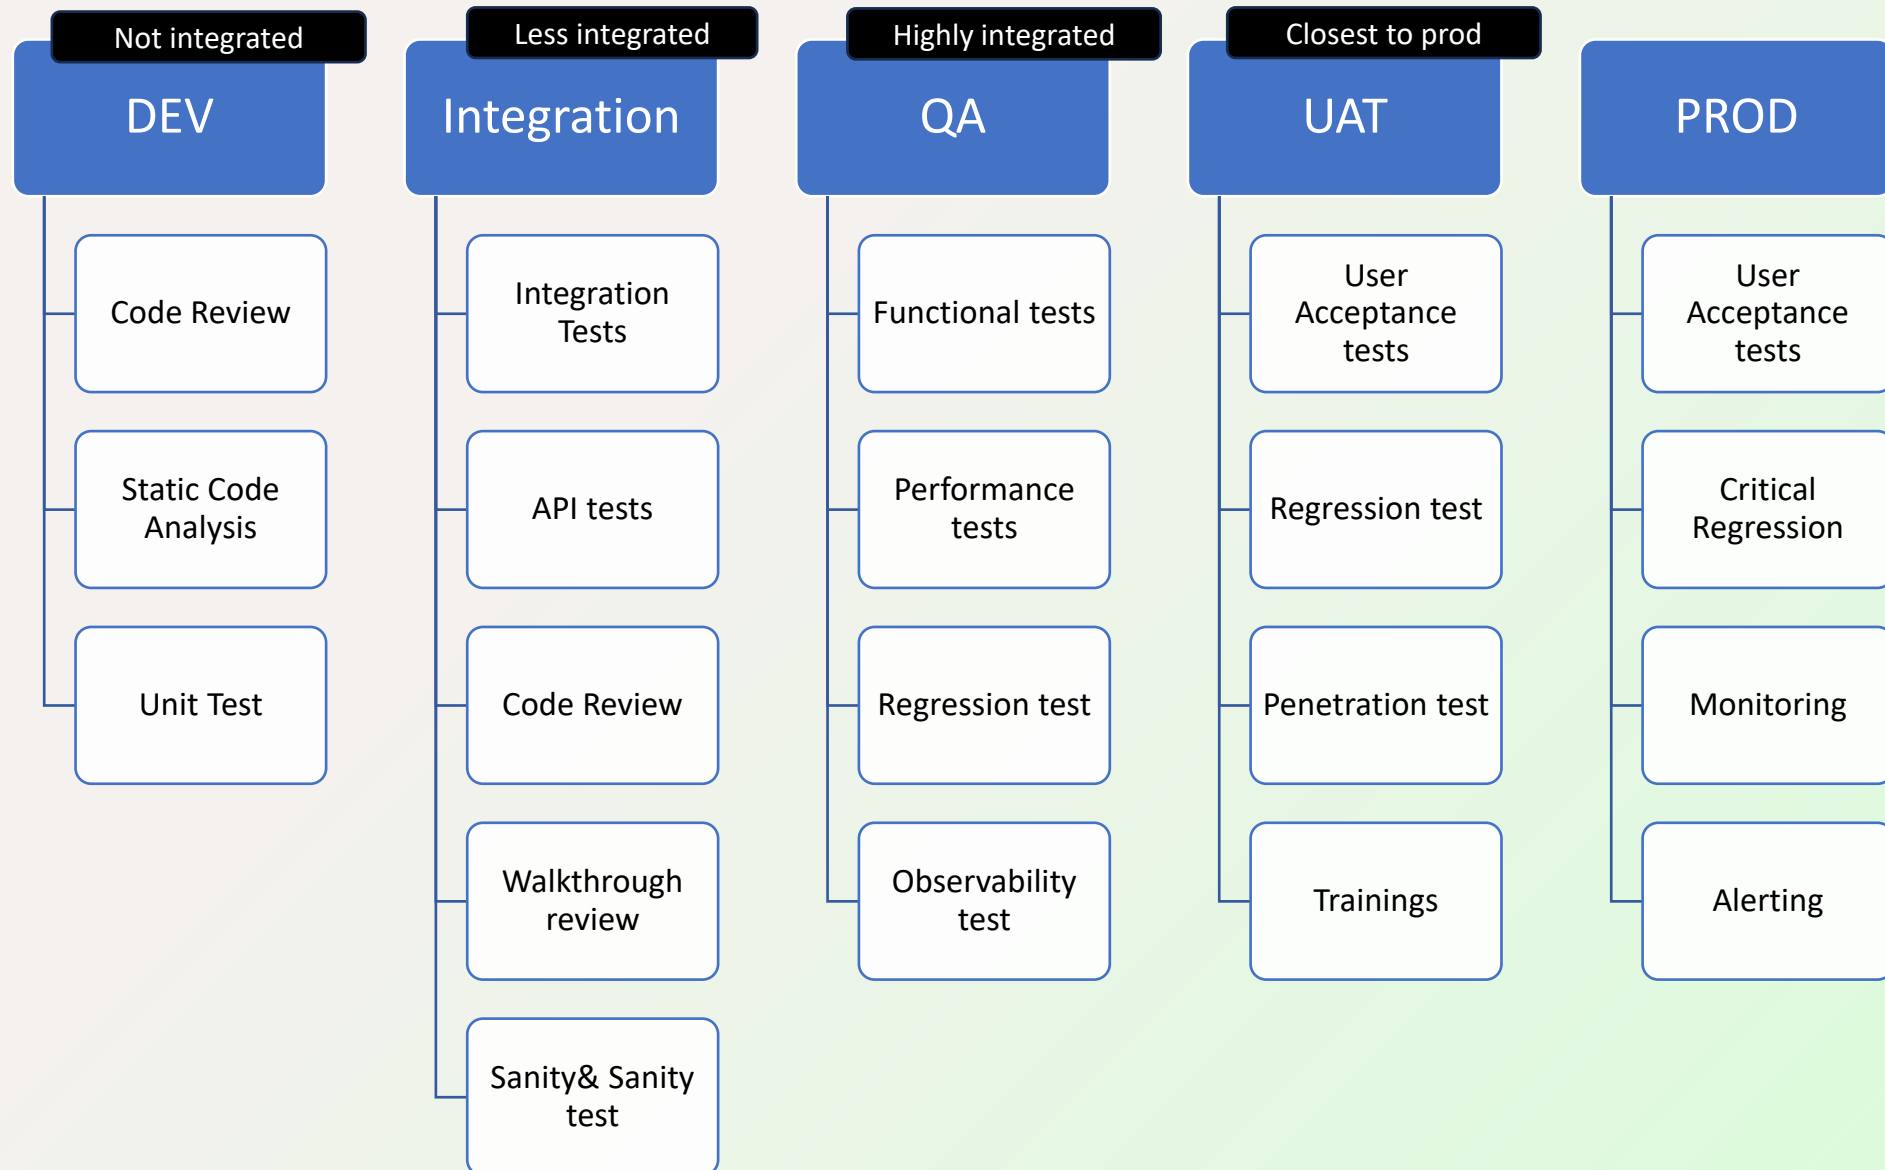 Not integrated
DEV
Code Review
Static Code
Analysis
Unit Test
Less integrated
Integration
Integration
Tests
API tests
Code Review
Walkthrough
review
Sanity& Sanity
test
Highly integrated
QA
Functional tests
Performance
tests
Regression test
Observability
test
Closest to prod
UAT
User
Acceptance
tests
Regression test
Penetration test
Trainings
PROD
User
Acceptance
tests
Critical
Regression
Monitoring
Alerting